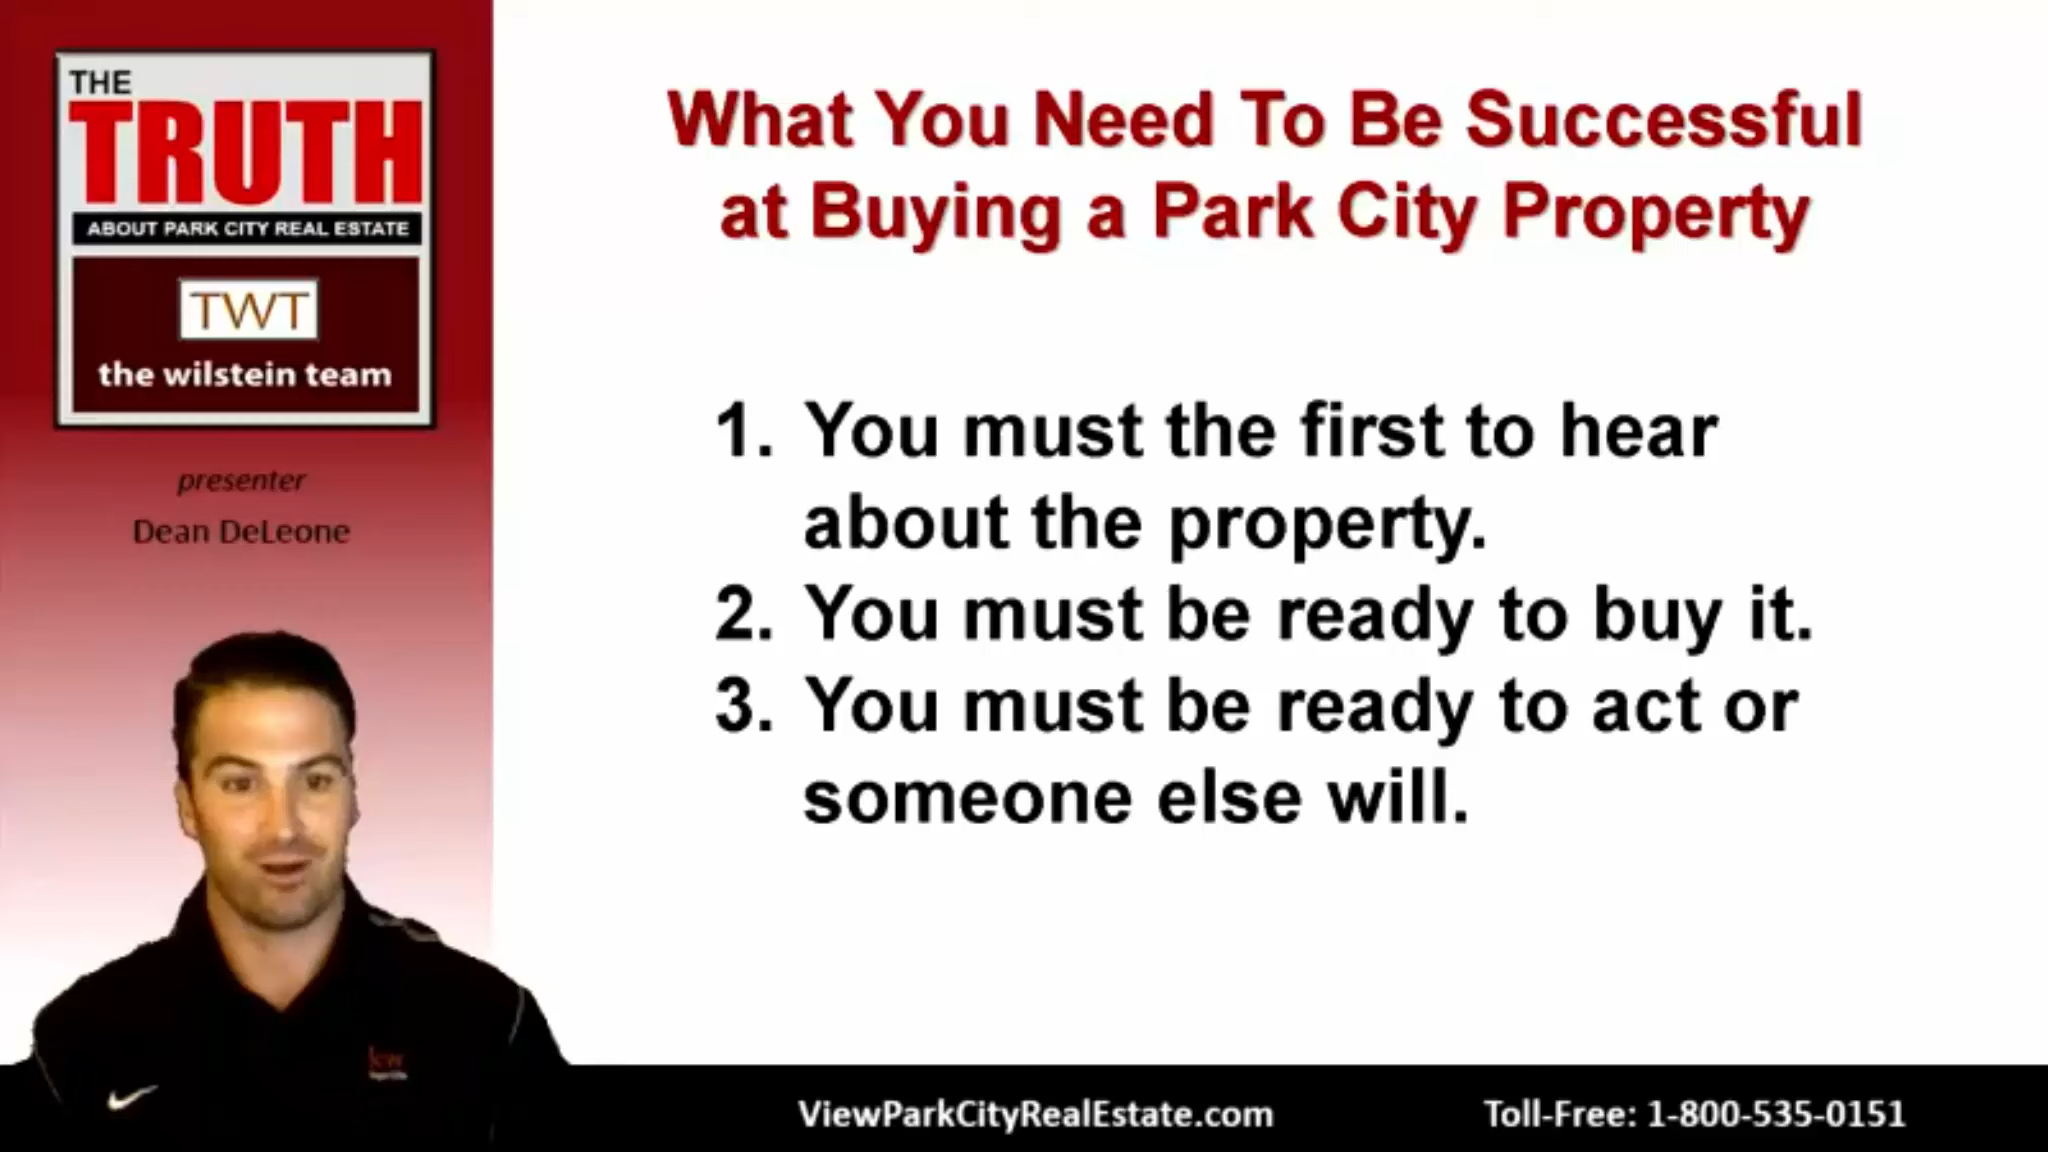 THE
TRUTH
ABOUT PARK CITY REAL ESTATE
TWT
the wilstein team
presenter
Dean DeLeone
What You Need To Be Successful
at Buying a Park City Property
1. You must the first to hear
about the property.
2. You must be ready to buy it.
3. You must be ready to act or
someone else will.
kw
ViewParkCityRealEstate.com
Toll-Free: 1-800-535-0151